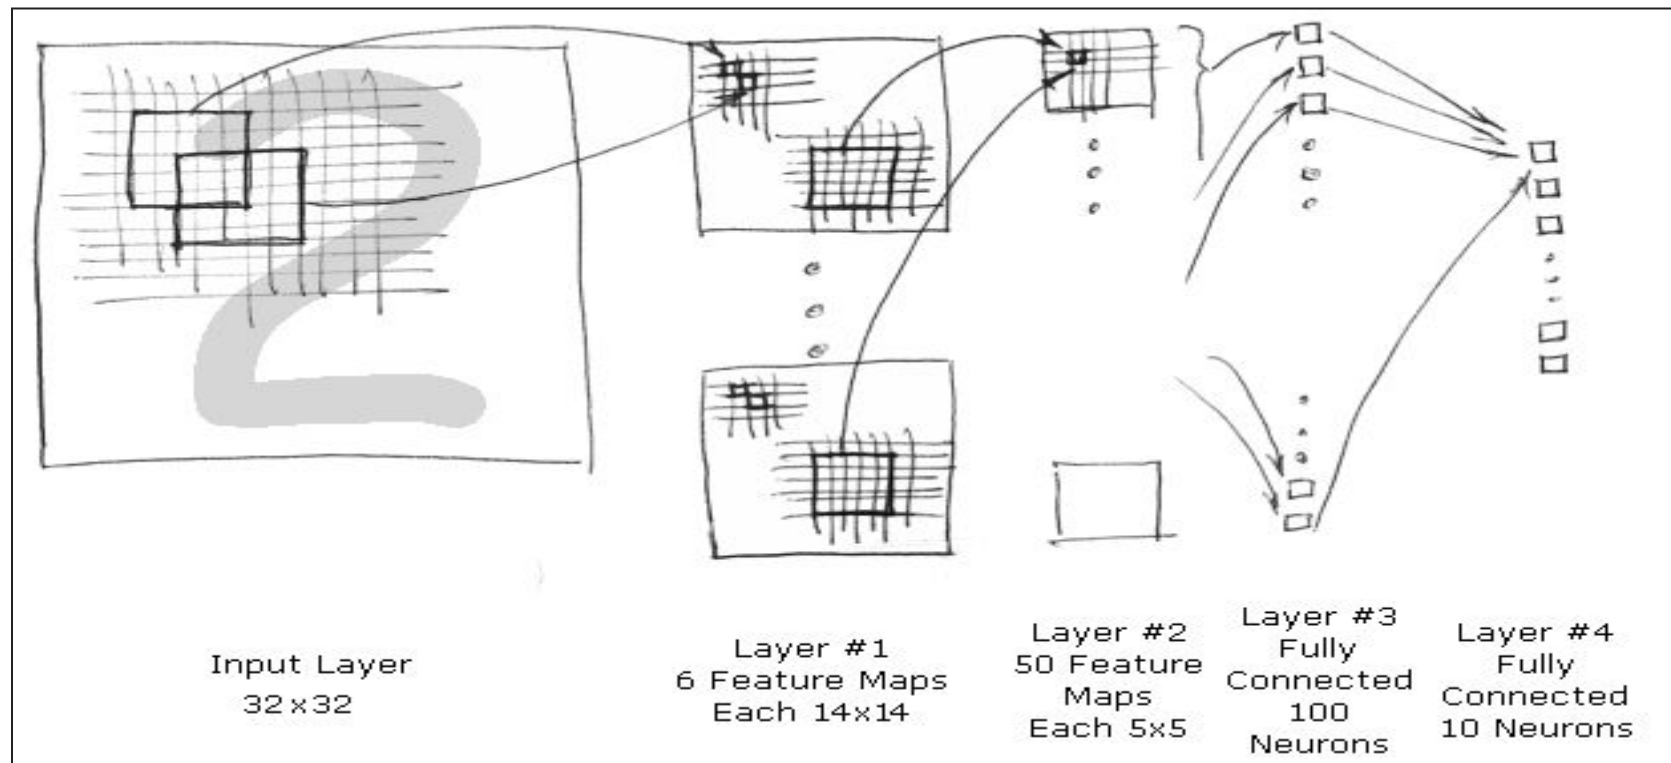 2
Input Layer
32x32
Layer #1
6 Feature Maps
Each 14x14
Layer #2
50 Feature
Maps
Each 5x5
Layer #3
Fully
Connected
100
Neurons
Layer #4
Fully
Connected
10 Neurons